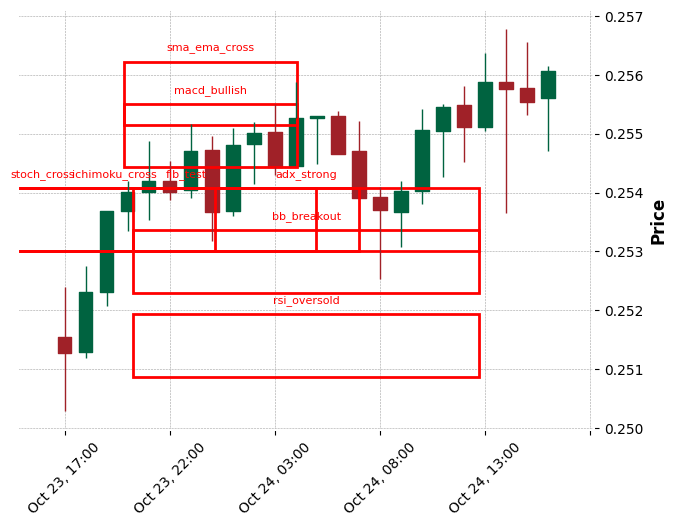 0.257
sma_ema_cross
0.256
macd_bullish
0.255
stoch_cross
ichimoku_cross
fib_test
adx_strong
0.254
bb_breakout
Price
0.253
rsi_oversold
0.252
0.251
0.250
Oct 23, 17:00
Oct 23, 22:00
Oct 24, 03:00
Oct 24, 08:00
Oct 24, 13:00